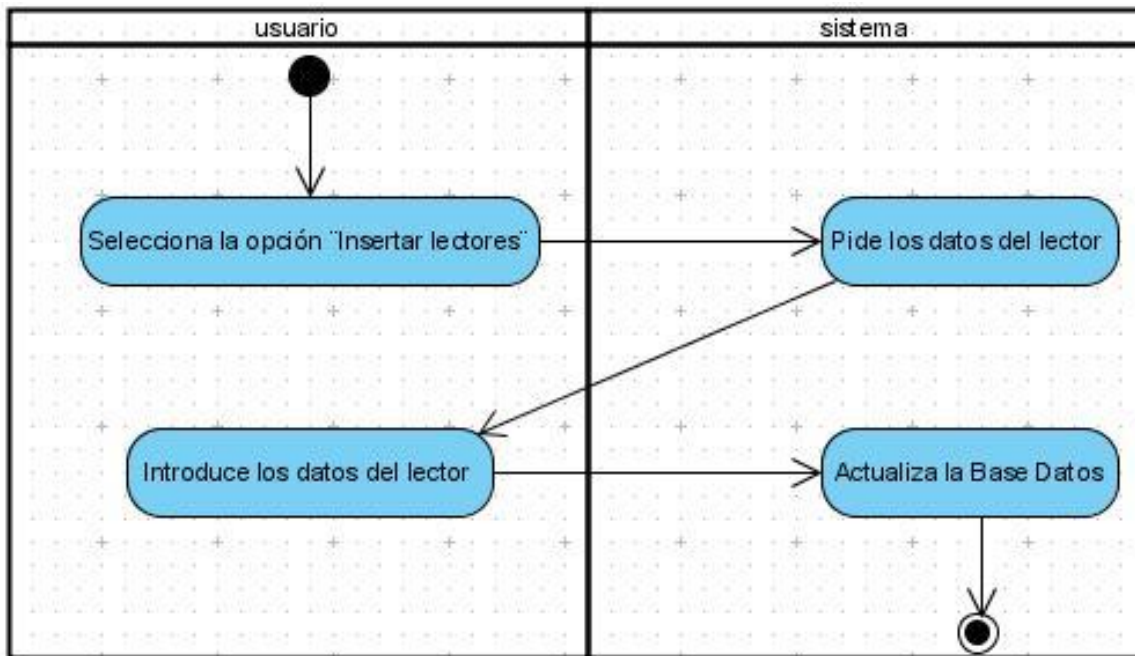 usuario
sistema
Selecciona la opción ¨Insertar lectores¨
Pide los datos del lector
Introduce los datos del lector
Actualiza la Base Datos